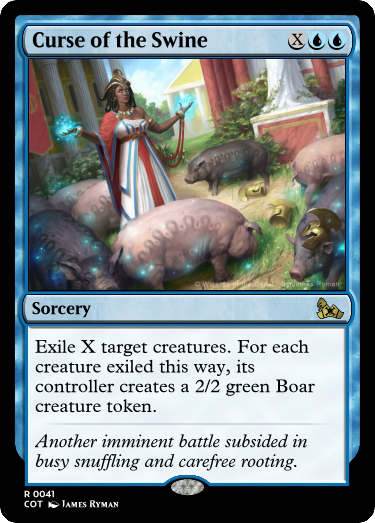 Curse of the Swine X
Sorcery
Exile X target creatures. For each
creature exiled this way, its
controller creates a 2/2 green Boar
creature token.
Another imminent battle subsided in
busy snuffling and carefree rooting.
R 0041
COT James Ryman